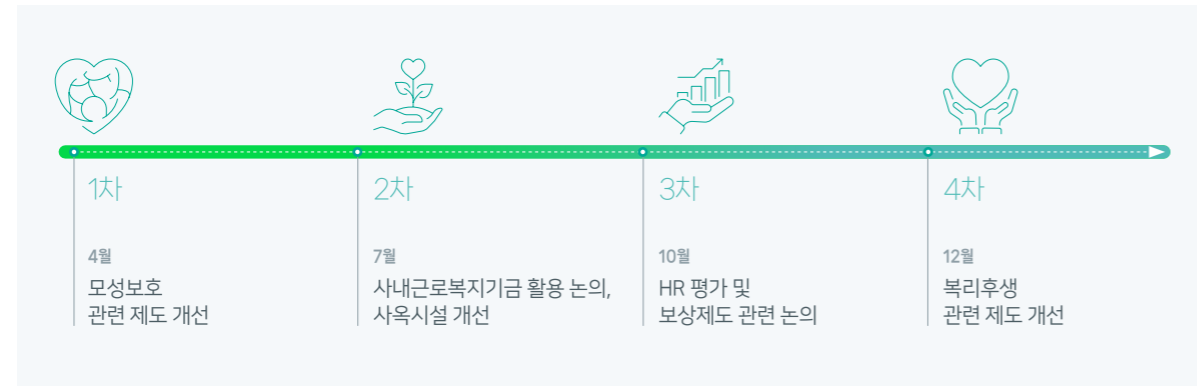 1차
4월
모성보호
관련 제도 개선
2차
7월
사내근로복지기금 활용 논의,
사옥시설 개선
3차
10월
HR 평가 및
보상제도 관련 논의
4차
12월
복리후생
관련 제도 개선